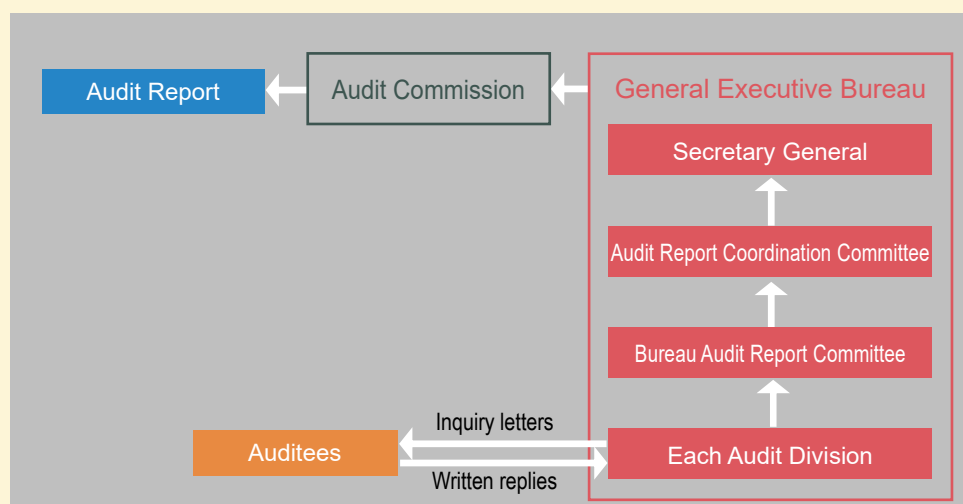 Audit Report
Audit Commission
General Executive Bureau
Secretary General
Audit Report Coordination Committee
Bureau Audit Report Committee
Inquiry letters
Auditees
Each Audit Division
Written replies